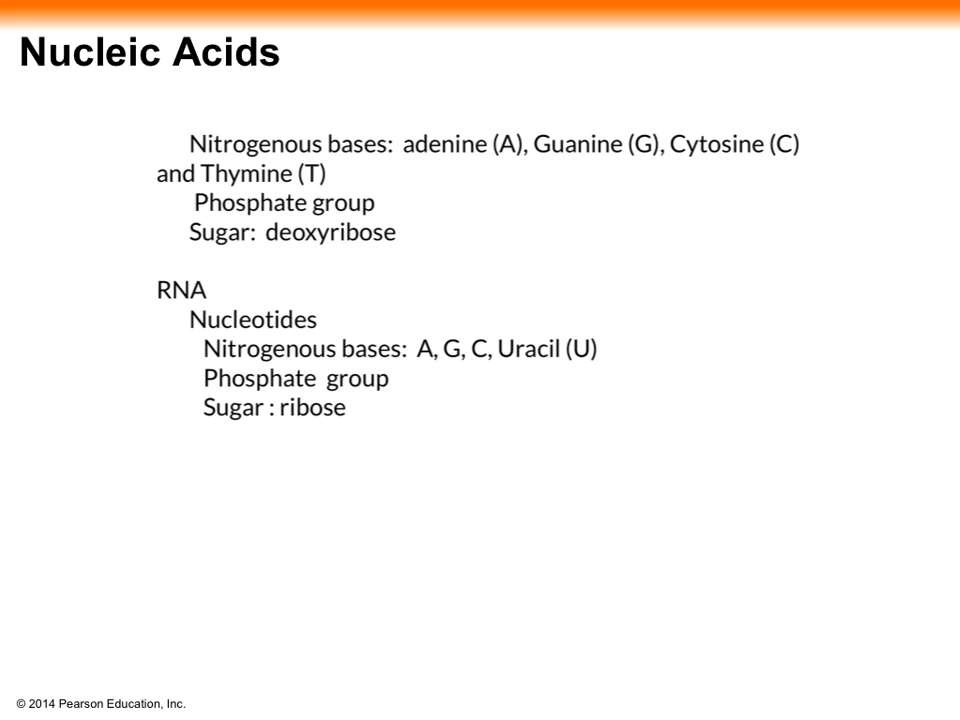 Nucleic Acids
Nitrogenous bases: adenine (A), Guanine (G), Cytosine (C)
and Thymine (T)
Phosphate group
Sugar: deoxyribose
RNA
Nucleotides
Nitrogenous bases: A, G, C, Uracil (U)
Phosphate group
Sugar : ribose
© 2014 Pearson Education, Inc.